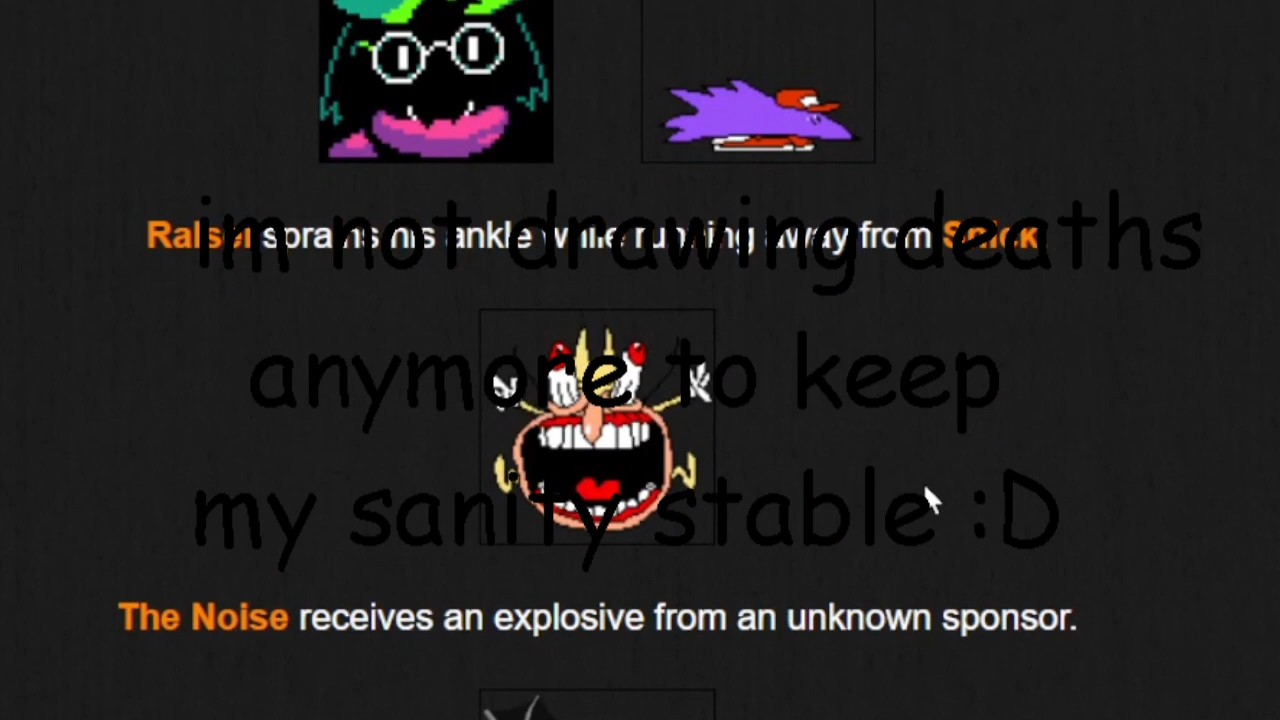 im not drawing deaths
Ralsei sprains his ankle while running away from Snick.
anymore to keep
my sanity stable :D
The Noise receives an explosive from an unknown sponsor.